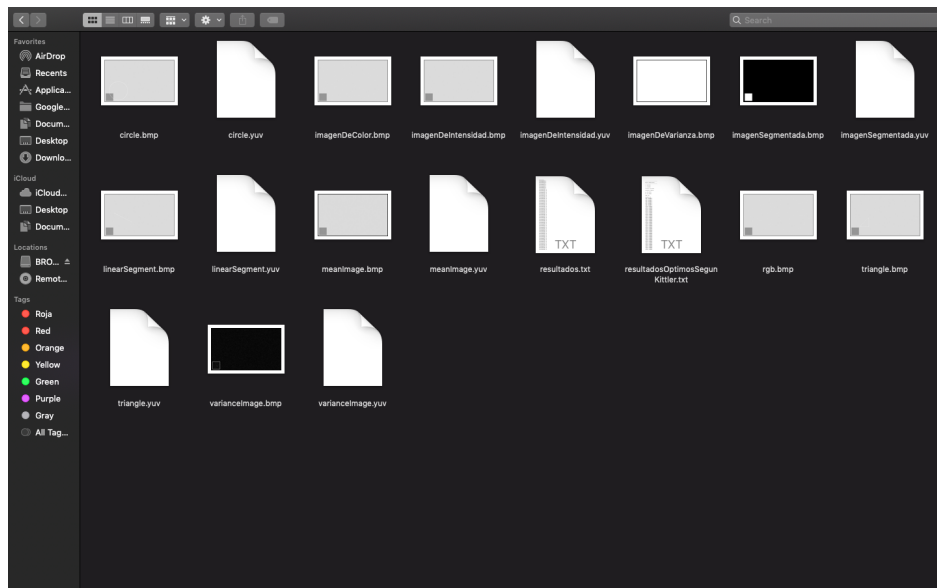 Search
Favorites
AirDrop
Recents
Applica...
Google...
Docum...
Desktop
Downlo...
iCloud
iCloud...
Desktop
Docum...
Locations
BRO...
Remot...
Tags
Roja
Red
Orange
Yellow
Green
Purple
Gray
All Tag...
circle.bmp
circle.yuv
imagenDeColor.bmp
imagenDeIntensidad.bmp
imagenDeIntensidad.yuv
imagenDeVarianza.bmp
imagenSegmentada.bmp
imagenSegmentada.yuv
TXT
TXT
linearSegment.bmp
linearSegment.yuv
meanImage.bmp
meanImage.yuv
resultados.txt
resultadosOptimosSegun
Kittler.txt
rgb.bmp
triangle.bmp
triangle.yuv
varianceImage.bmp
varianceImage.yuv